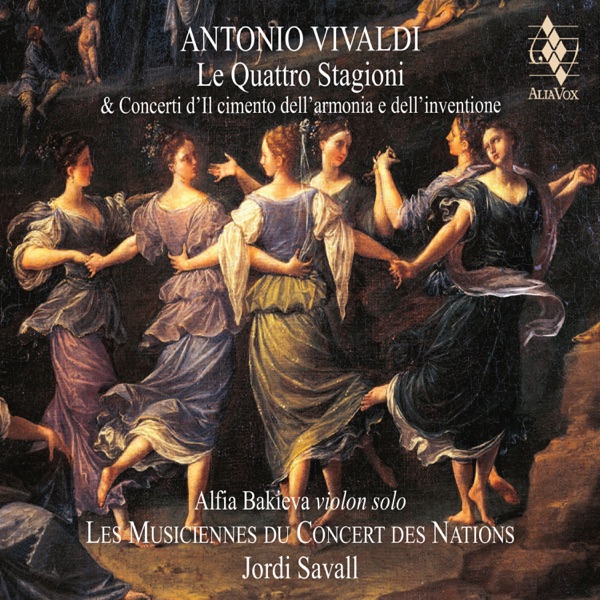 ANTONIO VIVALDI
Le Quattro Stagioni
& Concerti d'Il cimento dell'armonia e dell'inventione
ALIAVOX
Alfia Bakieva violon solo
LES MUSICIENNES DU CONCERT DES NATIONS
Jordi Savall